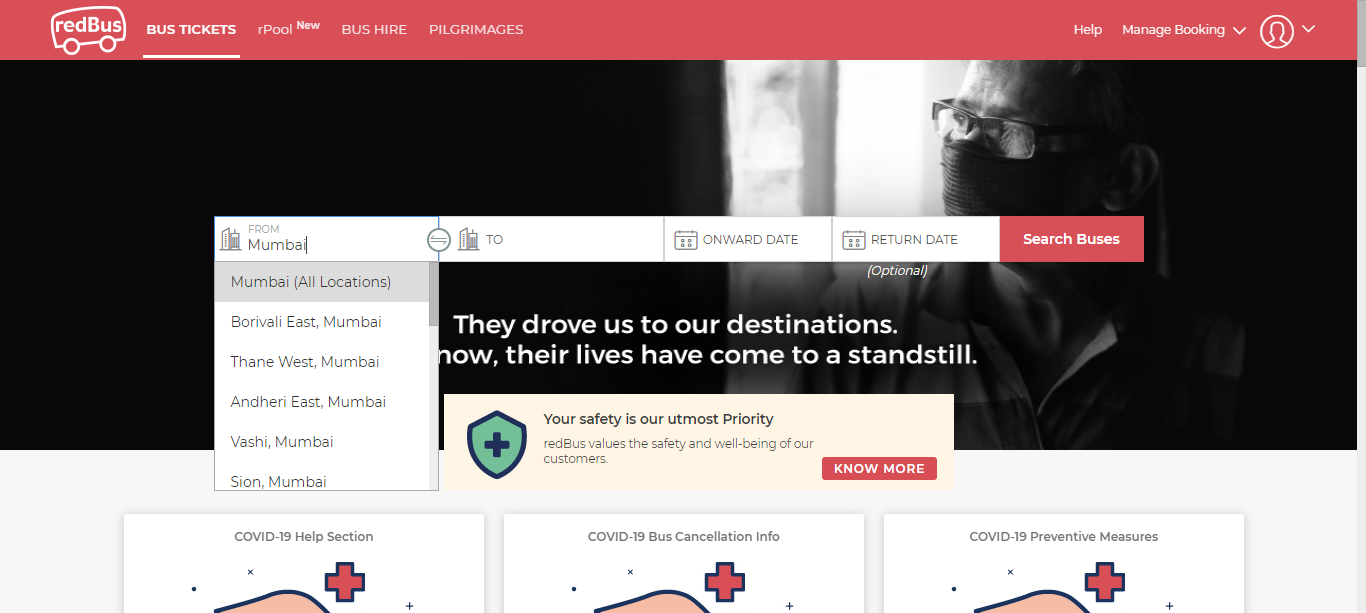 redBus
BUS TICKETS
rPool New
BUS HIRE
PILGRIMAGES
Help
Manage Booking
FROM
Mumbai
TO
ONWARD DATE
RETURN DATE
(Optional)
Search Buses
Mumbai (All Locations)
Borivali East, Mumbai
Thane West, Mumbai
Andheri East, Mumbai
Vashi, Mumbai
Sion, Mumbai
They drove us to our destinations.
now, their lives have come to a standstill.
Your safety is our utmost Priority
redBus values the safety and well-being of our
customers.
KNOW MORE
COVID-19 Help Section
COVID-19 Bus Cancellation Info
COVID-19 Preventive Measures